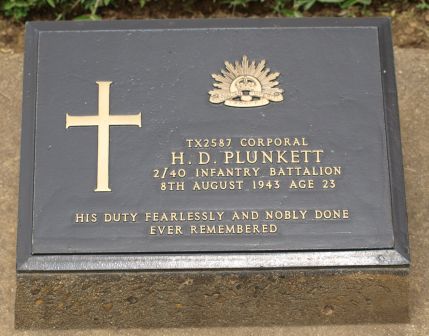 TX2587 CORPORAL
H. D. PLUNKETT
2/40 INFANTRY BATTALION
8TH AUGUST 1943 AGE 23
HIS DUTY FEARLESSLY AND NOBLY DONE
EVER REMEMBERED